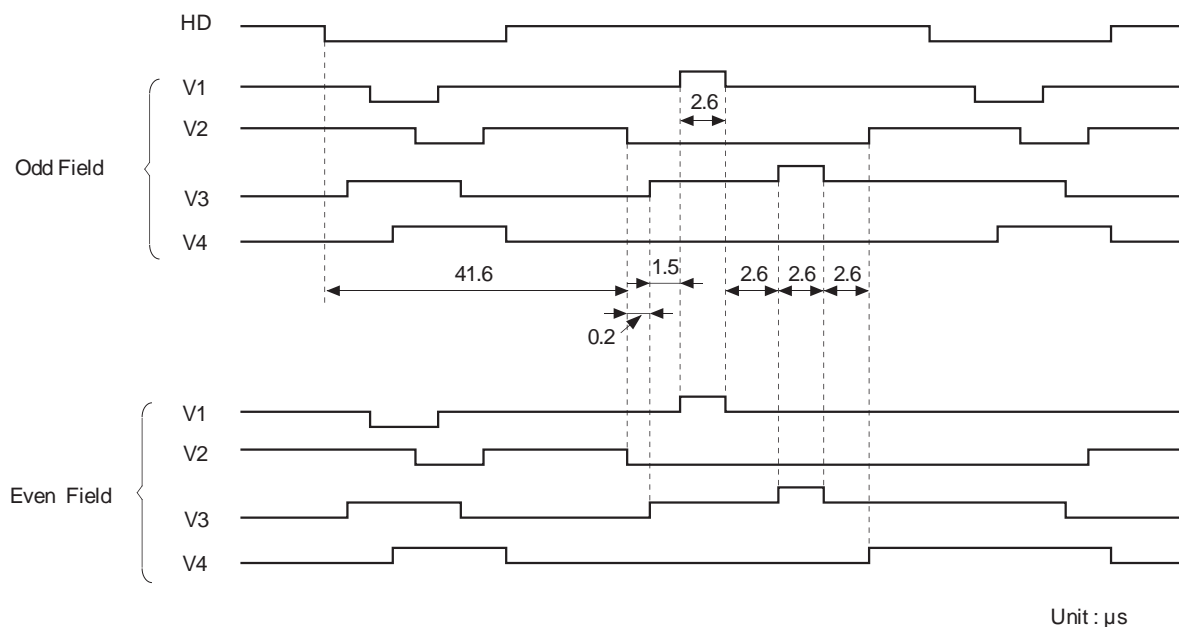 HD
V1
2.6
V2
Odd Field
V3
V4
41.6
1.5
2.6 2.6 2.6
0.2
V1
V2
Even Field
V3
V4
Unit : µs